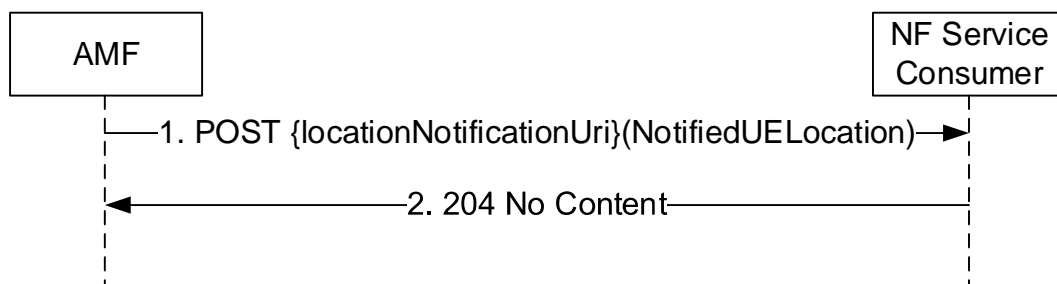 AMF
NF Service
Consumer
1. POST {locationNotificationUri}(NotifiedUELocation)
2. 204 No Content